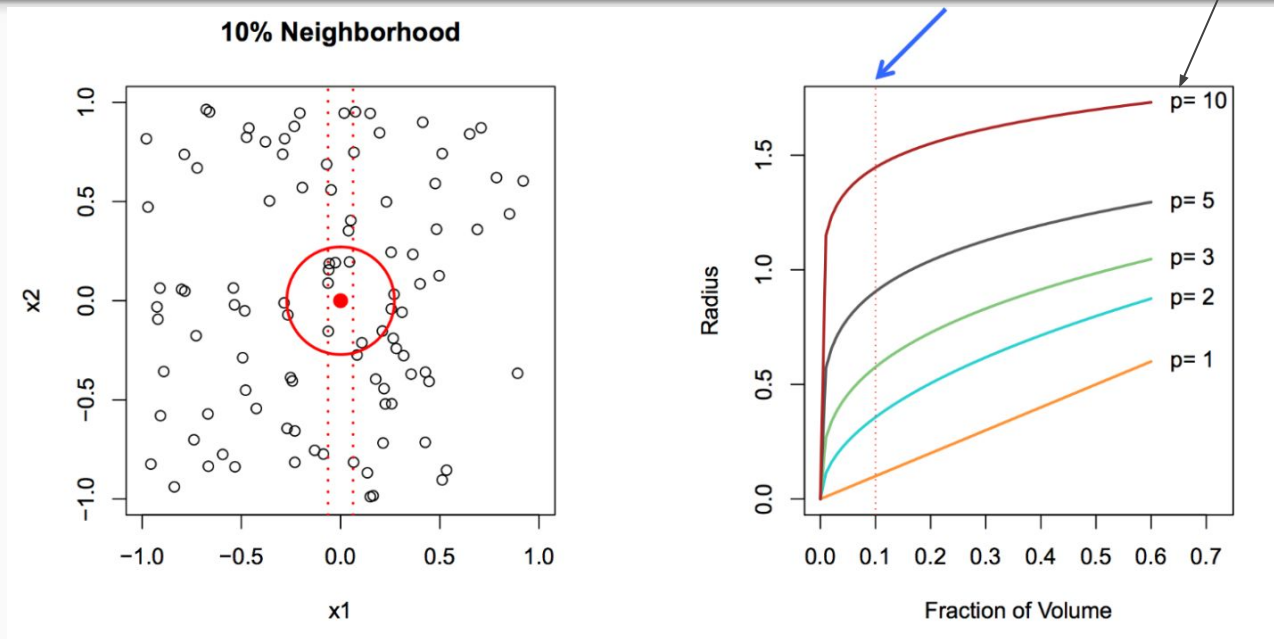 10% Neighborhood
x2
1.0
0.5
0.0
−0.5
−1.0
−1.0 −0.5 0.0 0.5 1.0
x1
Radius
1.5
1.0
0.5
0.0
p= 10
p= 5
p= 3
p= 2
p= 1
0.0 0.1 0.2 0.3 0.4 0.5 0.6 0.7
Fraction of Volume